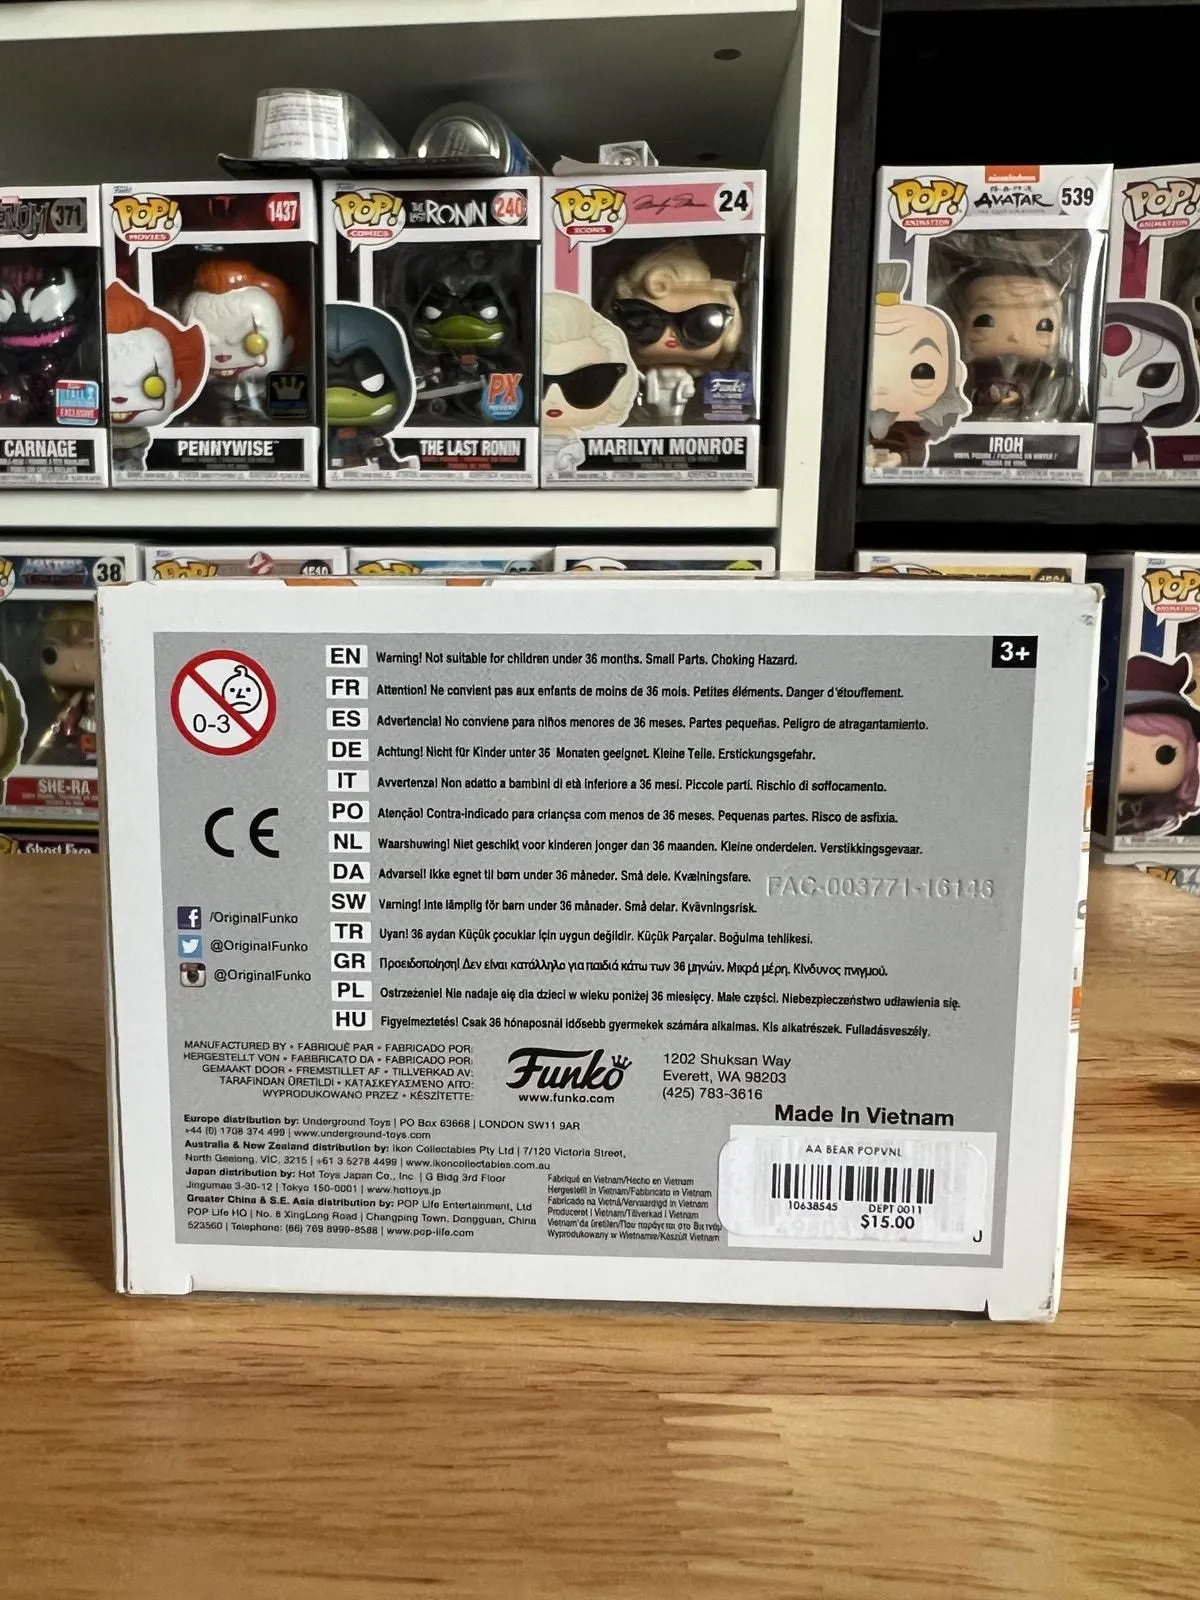 371
POP!
MOVIES
1437
POP!
COMICS
THE LAST RONIN
240
POP!
ICONS
24
POP!
ANIMATION
nickelodeon
AVATAR
539
POP!
ANIMATION
EXCLUSIVE
PX
Funko
CARNAGE
PENNYWISE
THE LAST RONIN
MARILYN MONROE
IROH
38
POP!
POP!
ANIMATION
SHE-RA
Ghost Face
3+
0-3
EN Warning! Not suitable for children under 36 months. Small Parts. Choking Hazard.
FR Attention! Ne convient pas aux enfants de moins de 36 mois. Petites éléments. Danger d'étouffement.
ES Advertencia! No conviene para niños menores de 36 meses. Partes pequeñas. Peligro de atragantamiento.
DE Achtung! Nicht für Kinder unter 36 Monaten geeignet. Kleine Teile. Erstickungsgefahr.
IT Avvertenza! Non adatto a bambini di età inferiore a 36 mesi. Piccole parti. Rischio di soffocamento.
PO Atenção! Contra-indicado para criançsa com menos de 36 meses. Pequenas partes. Risco de asfixia.
NL Waarshuwing! Niet geschikt voor kinderen jonger dan 36 maanden. Kleine onderdelen. Verstikkingsgevaar.
DA Advarsel! Ikke egnet til børn under 36 måneder. Små dele. Kvælningsfare.
FAC-003771-16146
SW Varning! Inte lämplig för barn under 36 månader. Små delar. Kvävningsrisk.
TR Uyarı! 36 aydan Küçük çocuklar için uygun değildir. Küçük Parçalar. Boğulma tehlikesi.
GR Προειδοποίηση! Δεν είναι κατάλληλο για παιδιά κάτω των 36 μηνών. Μικρά μέρη. Κίνδυνος πνιγμού.
PL Ostrzeżenie! Nie nadaje się dla dzieci w wieku poniżej 36 miesięcy. Małe części. Niebezpieczeństwo udławienia się.
HU Figyelmeztetés! Csak 36 hónaposnál idősebb gyermekek számára alkalmas. Kis alkatrészek. Fulladásveszély.
CE
/OriginalFunko
@OriginalFunko
@OriginalFunko
MANUFACTURED BY • FABRIQUÉ PAR • FABRICADO POR:
HERGESTELLT VON • FABBRICATO DA • FABRICADO POR:
GEMAAKT DOOR • FREMSTILLET AF • TILLVERKAD AV:
TARAFINDAN ÜRETİLDİ • ΚΑΤΑΣΚΕΥΑΣΜΕΝΟ ΑΠΟ:
WYPRODUKOWANO PRZEZ • KÉSZÍTETTE:
Funko
www.funko.com
1202 Shuksan Way
Everett, WA 98203
(425) 783-3616
Made In Vietnam
Europe distribution by: Underground Toys | PO Box 63668 | LONDON SW11 9AR
+44 (0) 1708 374 499 | www.underground-toys.com
Australia & New Zealand distribution by: Ikon Collectables Pty Ltd | 7/120 Victoria Street,
North Geelong, VIC, 3215 | +61 3 5278 4499 | www.ikoncollectables.com.au
Japan distribution by: Hot Toys Japan Co., Inc. | G Bldg 3rd Floor
Jingumae 3-30-12 | Tokyo 150-0001 | www.hottoys.jp
Greater China & S.E. Asia distribution by: POP Life Entertainment, Ltd
POP Life HQ | No. 8 XingLong Road | Changping Town, Dongguan, China
523560 | Telephone: (86) 769 8999-8588 | www.pop-life.com
Fabriqué en Vietnam/Hecho en Vietnam
Hergestellt in Vietnam/Fabbricato in Vietnam
Fabricado na Vietnã/Vervaardigd in Vietnam
Produceret i Vietnam/Tillverkad i Vietnam
Vietnam'da üretilen/Που παράγεται στο Βιετνάμ
Wyprodukowany w Wietnamie/Készült Vietnam
AA BEAR POPVNL
10638545 DEPT 0011
$15.00
J